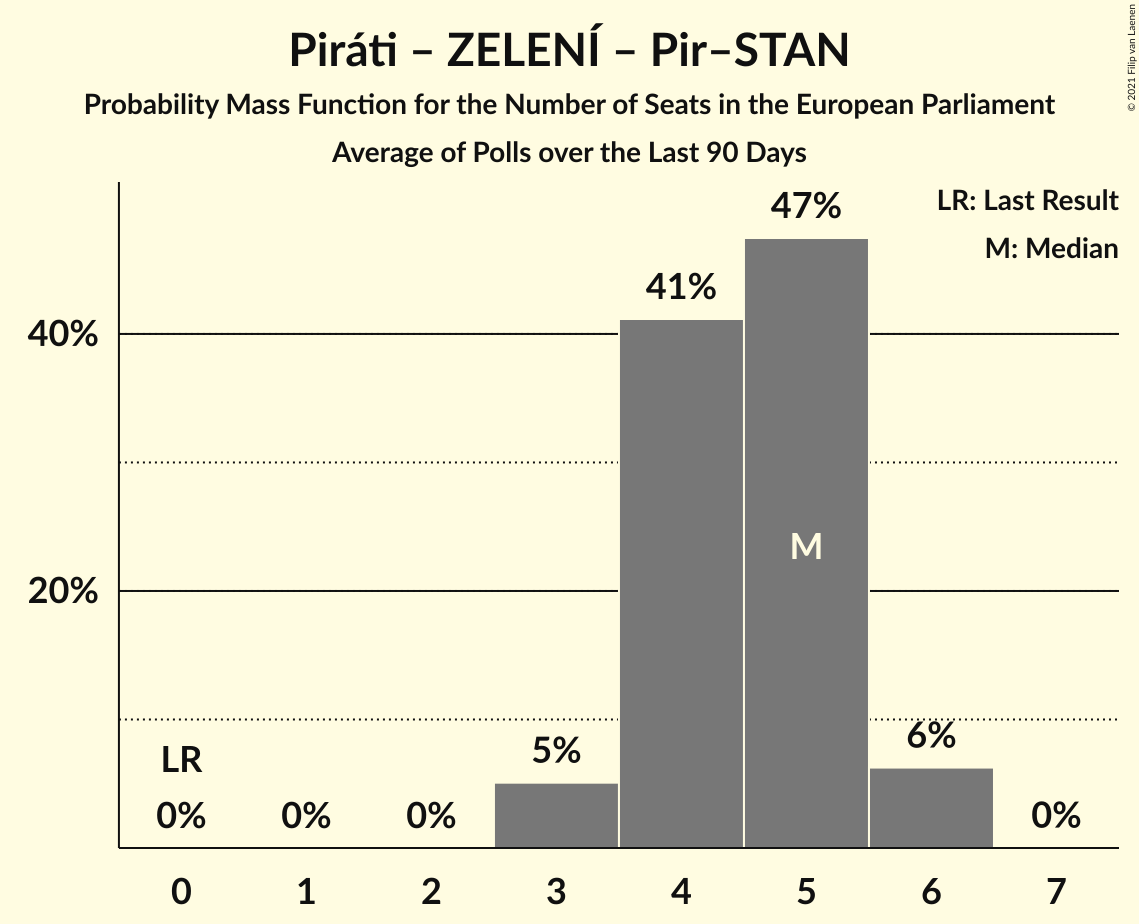 Piráti – ZELENÍ – Pir–STAN
Probability Mass Function for the Number of Seats in the European Parliament
Average of Polls over the Last 90 Days
© 2021 Filip van Laenen
LR: Last Result
M: Median
47%
41%
40%
M
20%
6%
5%
LR
0% 0% 0% 0%
0 1 2 3 4 5 6 7